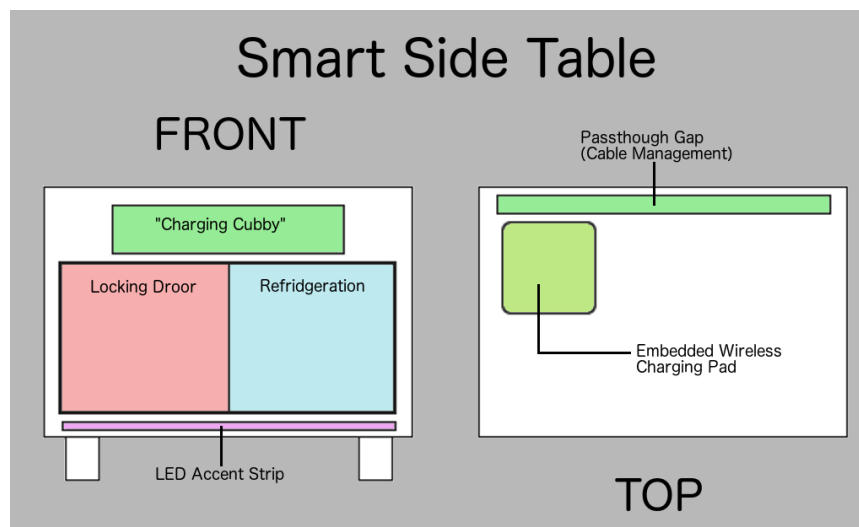 Smart Side Table
FRONT
Passthough Gap
(Cable Management)
"Charging Cubby"
Locking Droor
Refridgeration
Embedded Wireless
Charging Pad
LED Accent Strip
TOP